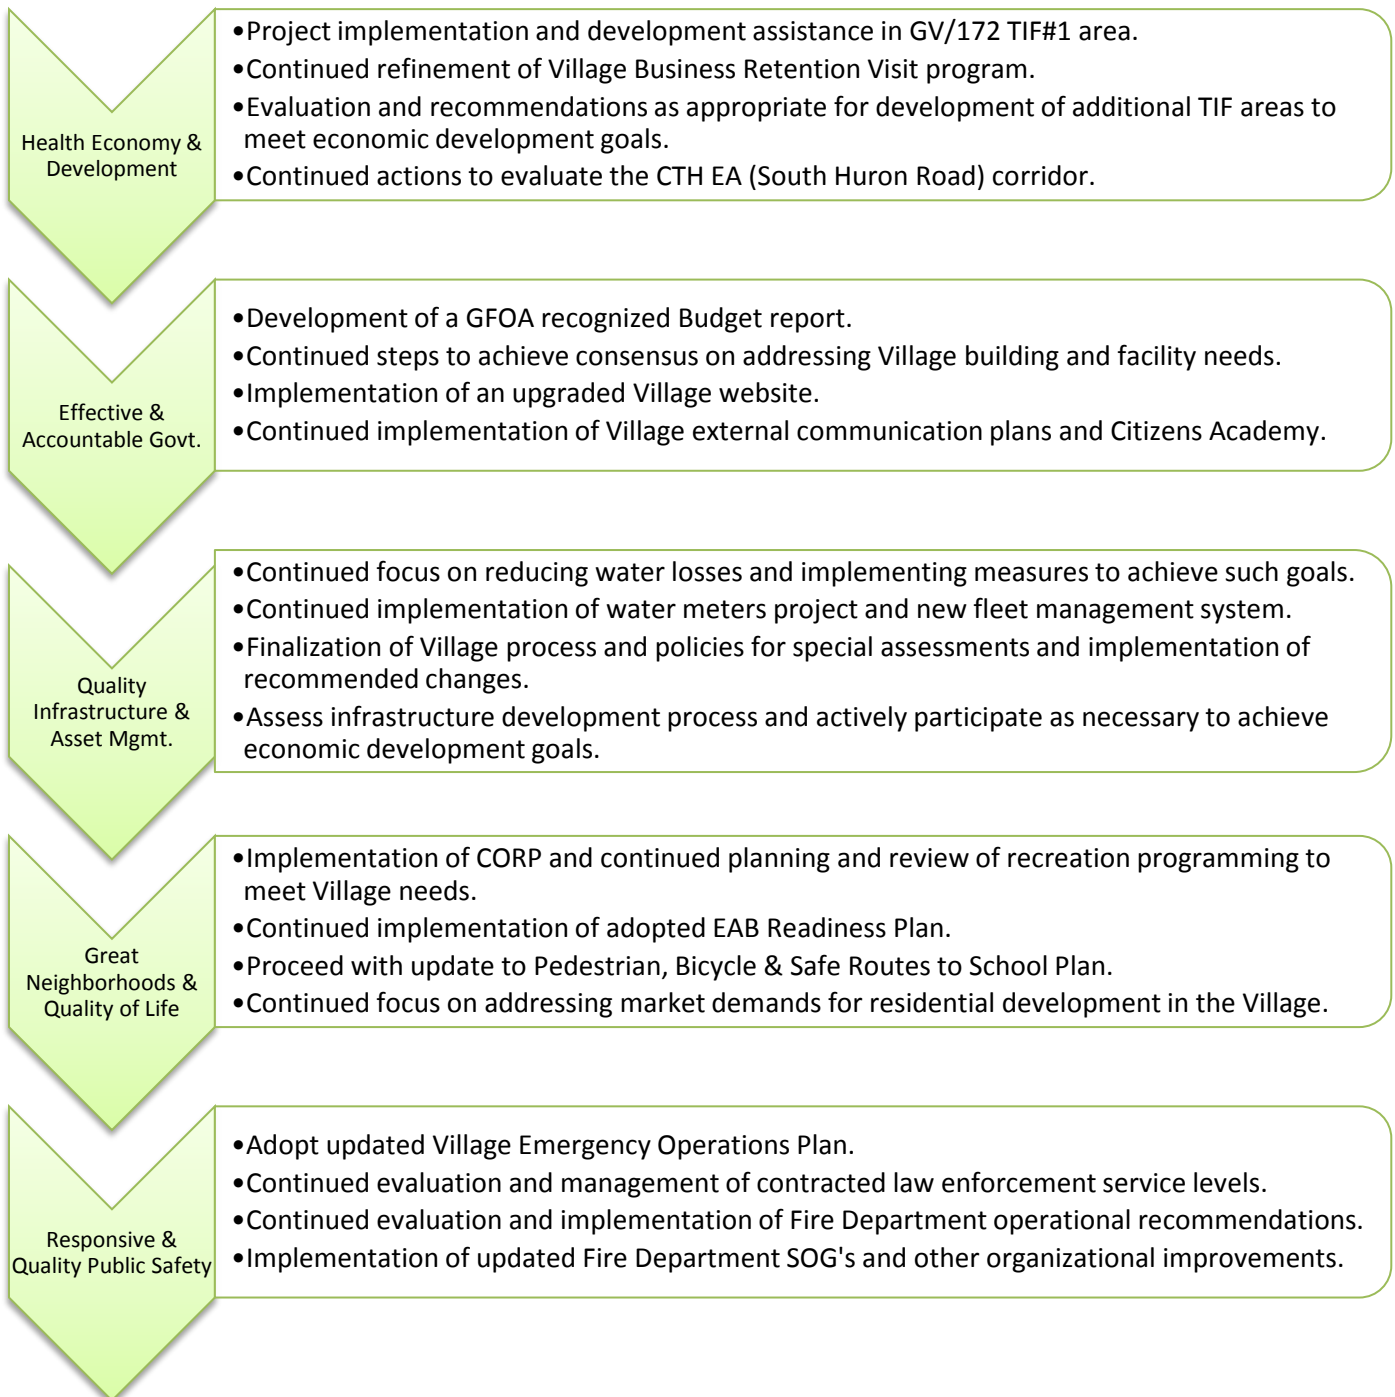 Health Economy &
Development
•Project implementation and development assistance in GV/172 TIF#1 area.
•Continued refinement of Village Business Retention Visit program.
•Evaluation and recommendations as appropriate for development of additional TIF areas to
meet economic development goals.
•Continued actions to evaluate the CTH EA (South Huron Road) corridor.
Effective &
Accountable Govt.
•Development of a GFOA recognized Budget report.
•Continued steps to achieve consensus on addressing Village building and facility needs.
•Implementation of an upgraded Village website.
•Continued implementation of Village external communication plans and Citizens Academy.
Quality
Infrastructure &
Asset Mgmt.
•Continued focus on reducing water losses and implementing measures to achieve such goals.
•Continued implementation of water meters project and new fleet management system.
•Finalization of Village process and policies for special assessments and implementation of
recommended changes.
•Assess infrastructure development process and actively participate as necessary to achieve
economic development goals.
Great
Neighborhoods &
Quality of Life
•Implementation of CORP and continued planning and review of recreation programming to
meet Village needs.
•Continued implementation of adopted EAB Readiness Plan.
•Proceed with update to Pedestrian, Bicycle & Safe Routes to School Plan.
•Continued focus on addressing market demands for residential development in the Village.
Responsive &
Quality Public Safety
•Adopt updated Village Emergency Operations Plan.
•Continued evaluation and management of contracted law enforcement service levels.
•Continued evaluation and implementation of Fire Department operational recommendations.
•Implementation of updated Fire Department SOG's and other organizational improvements.